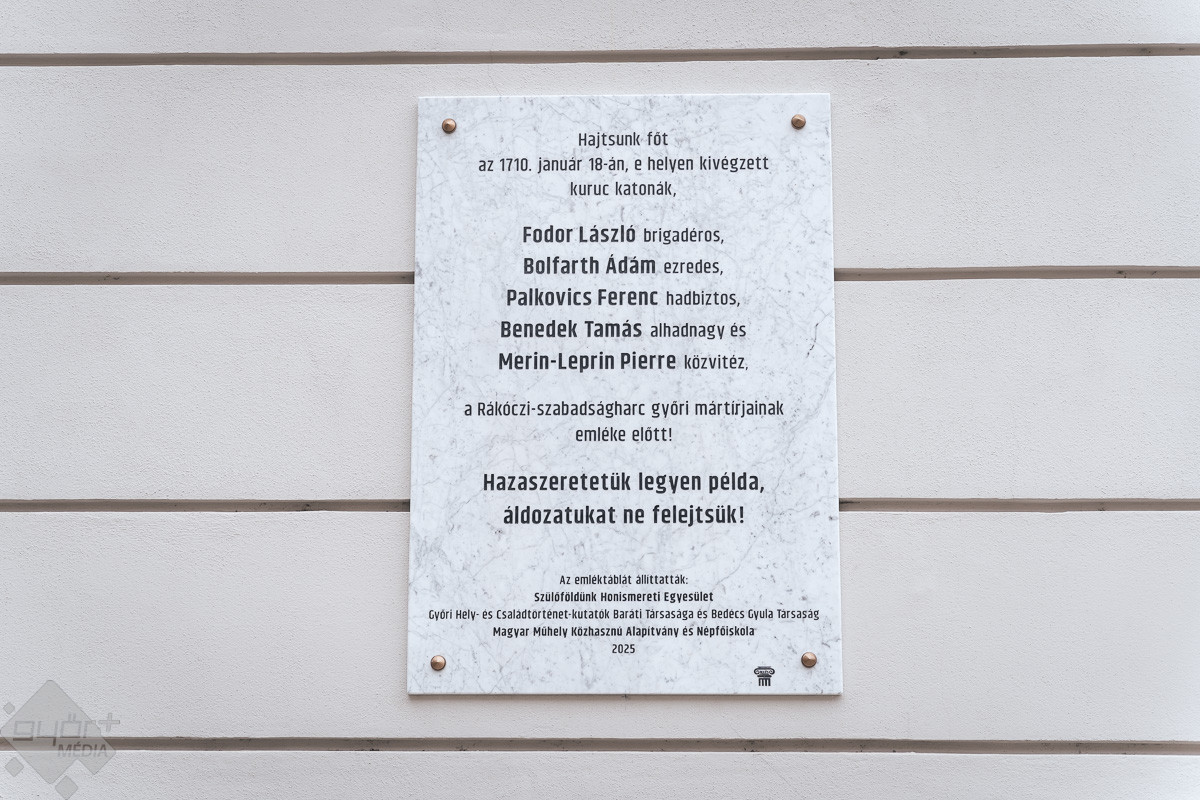 Hajtsunk főt
az 1710. január 18-án, e helyen kivégzett
kuruc katonák,
Fodor László brigadéros,
Bolfarth Ádám ezredes,
Palkovics Ferenc hadbiztos,
Benedek Tamás alhadnagy és
Merin-Leprin Pierre közvitéz,
a Rákóczi-szabadságharc győri mártírjainak
emléke előtt!
Hazaszeretetük legyen példa,
áldozatukat ne felejtsük!
Az emléktáblát állíttatták:
Szülőföldünk Honismereti Egyesület
Győri Hely- és Családtörténet-kutatók Baráti Társasága és Bedécs Gyula Társaság
Magyar Műhely Közhasznú Alapítvány és Népfőiskola
2025
győr+
MÉDIA